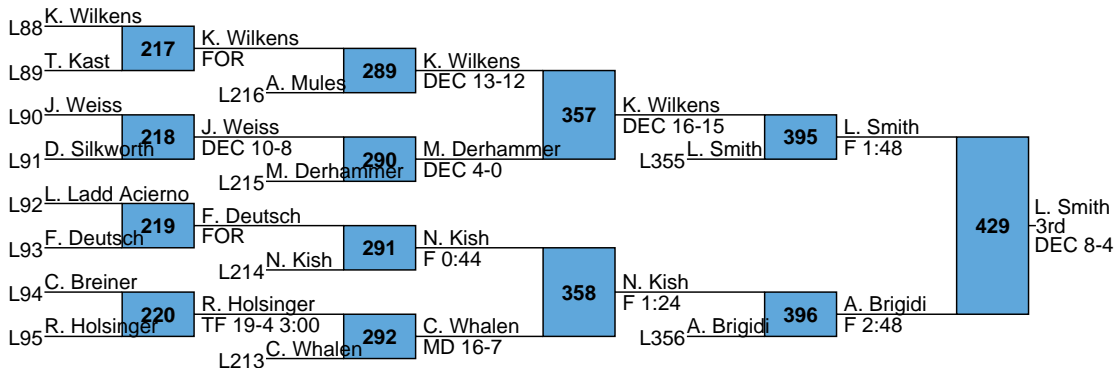 K. Wilkens
L88
217
K. Wilkens
FOR
T. Kast
L89
289
K. Wilkens
DEC 13-12
A. Mules
L216
J. Weiss
L90
357
K. Wilkens
DEC 16-15
218
J. Weiss
DEC 10-8
D. Silkworth
L91
290
M. Derhammer
DEC 4-0
M. Derhammer
L215
395
L. Smith
F 1:48
L. Smith
L355
L. Ladd Acierno
L92
219
F. Deutsch
FOR
F. Deutsch
L93
429
L. Smith
3rd
DEC 8-4
291
N. Kish
F 0:44
N. Kish
L214
C. Breiner
L94
358
N. Kish
F 1:24
220
R. Holsinger
TF 19-4 3:00
R. Holsinger
L95
292
C. Whalen
MD 16-7
C. Whalen
L213
396
A. Brigidi
F 2:48
A. Brigidi
L356